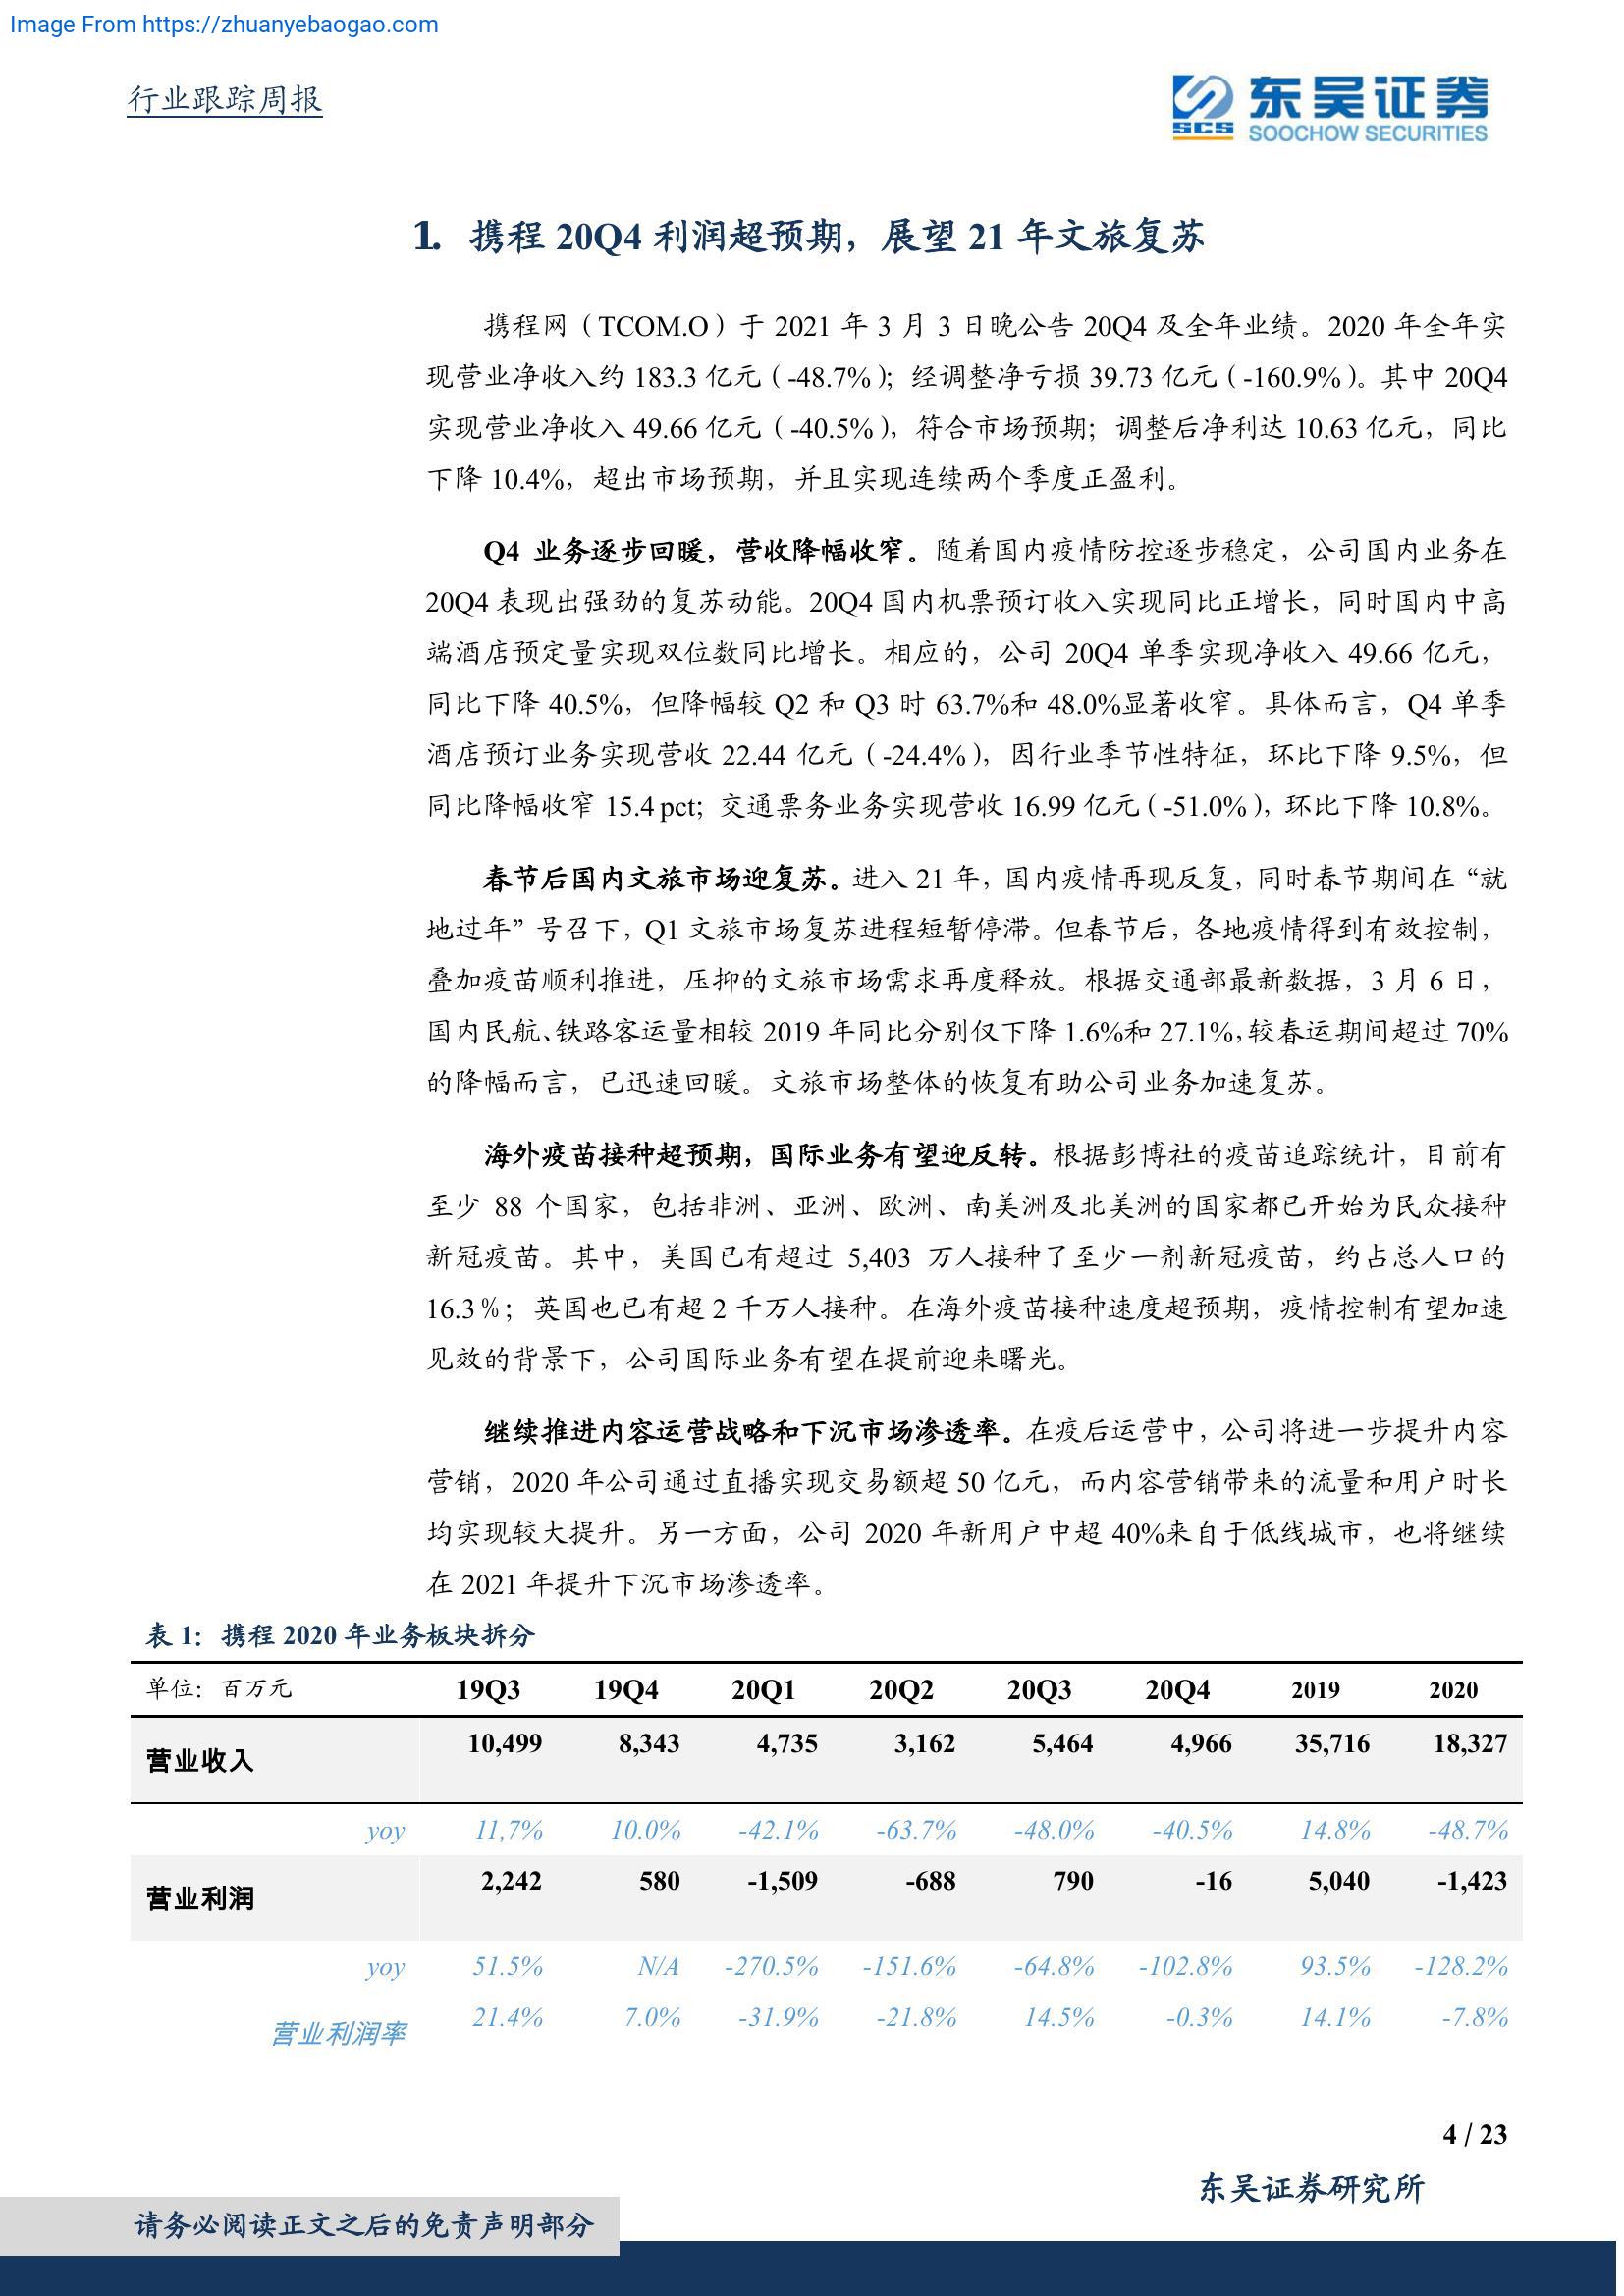 Image From https://zhuanyebaogao.com
行业跟踪周报
东吴证券
SCS
SOOCHOW SECURITIES
1. 携程 20Q4 利润超预期，展望 21 年文旅复苏
携程网（TCOM.O）于 2021 年 3 月 3 日晚公告 20Q4 及全年业绩。2020 年全年实
现营业净收入约 183.3 亿元（-48.7%）；经调整净亏损 39.73 亿元（-160.9%）。其中 20Q4
实现营业净收入 49.66 亿元（-40.5%），符合市场预期；调整后净利达 10.63 亿元，同比
下降 10.4%，超出市场预期，并且实现连续两个季度正盈利。
Q4 业务逐步回暖，营收降幅收窄。随着国内疫情防控逐步稳定，公司国内业务在
20Q4 表现出强劲的复苏动能。20Q4 国内机票预订收入实现同比正增长，同时国内中高
端酒店预定量实现双位数同比增长。相应的，公司 20Q4 单季实现净收入 49.66 亿元，
同比下降 40.5%，但降幅较 Q2 和 Q3 时 63.7%和 48.0%显著收窄。具体而言，Q4 单季
酒店预订业务实现营收 22.44 亿元（-24.4%），因行业季节性特征，环比下降 9.5%，但
同比降幅收窄 15.4 pct；交通票务业务实现营收 16.99 亿元（-51.0%），环比下降 10.8%。
春节后国内文旅市场迎复苏。进入 21 年，国内疫情再现反复，同时春节期间在“就
地过年”号召下，Q1 文旅市场复苏进程短暂停滞。但春节后，各地疫情得到有效控制，
叠加疫苗顺利推进，压抑的文旅市场需求再度释放。根据交通部最新数据，3 月 6 日，
国内民航、铁路客运量相较 2019 年同比分别仅下降 1.6%和 27.1%，较春运期间超过 70%
的降幅而言，已迅速回暖。文旅市场整体的恢复有助公司业务加速复苏。
海外疫苗接种超预期，国际业务有望迎反转。根据彭博社的疫苗追踪统计，目前有
至少 88 个国家，包括非洲、亚洲、欧洲、南美洲及北美洲的国家都已开始为民众接种
新冠疫苗。其中，美国已有超过 5,403 万人接种了至少一剂新冠疫苗，约占总人口的
16.3％；英国也已有超 2 千万人接种。在海外疫苗接种速度超预期，疫情控制有望加速
见效的背景下，公司国际业务有望在提前迎来曙光。
继续推进内容运营战略和下沉市场渗透率。在疫后运营中，公司将进一步提升内容
营销，2020 年公司通过直播实现交易额超 50 亿元，而内容营销带来的流量和用户时长
均实现较大提升。另一方面，公司 2020 年新用户中超 40%来自于低线城市，也将继续
在 2021 年提升下沉市场渗透率。
表 1：携程 2020 年业务板块拆分
单位：百万元 19Q3 19Q4 20Q1 20Q2 20Q3 20Q4 2019 2020
营业收入 10,499 8,343 4,735 3,162 5,464 4,966 35,716 18,327
yoy 11,7% 10.0% -42.1% -63.7% -48.0% -40.5% 14.8% -48.7%
营业利润 2,242 580 -1,509 -688 790 -16 5,040 -1,423
yoy 51.5% N/A -270.5% -151.6% -64.8% -102.8% 93.5% -128.2%
营业利润率 21.4% 7.0% -31.9% -21.8% 14.5% -0.3% 14.1% -7.8%
4 / 23
东吴证券研究所
请务必阅读正文之后的免责声明部分